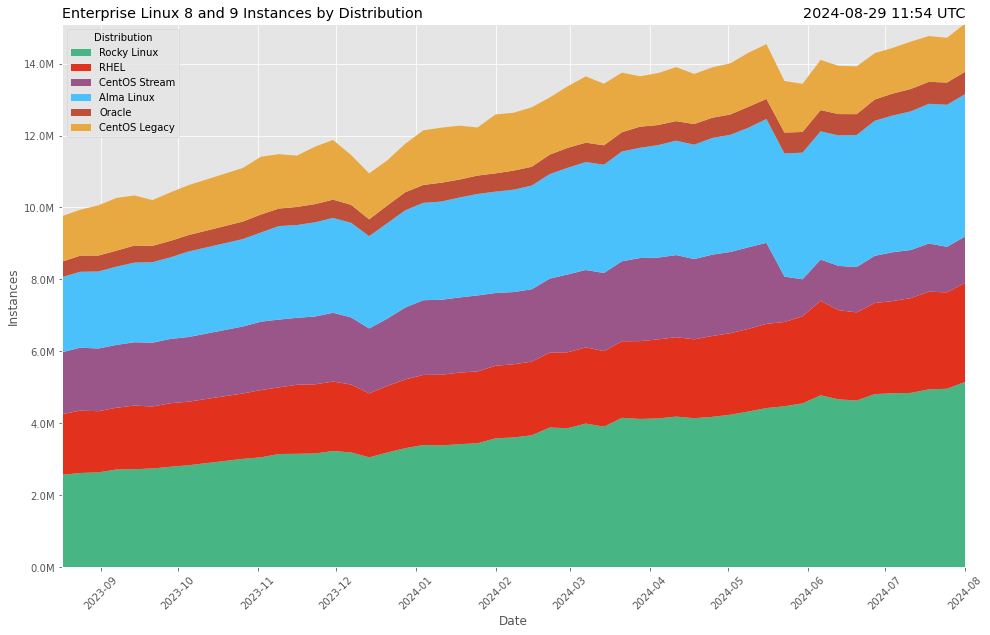 Enterprise Linux 8 and 9 Instances by Distribution
2024-08-29 11:54 UTC
Distribution
Rocky Linux
RHEL
CentOS Stream
Alma Linux
Oracle
CentOS Legacy
14.0M
12.0M
10.0M
8.0M
6.0M
4.0M
2.0M
0.0M
Instances
2023-09
2023-10
2023-11
2023-12
2024-01
2024-02
2024-03
2024-04
2024-05
2024-06
2024-07
2024-08
Date